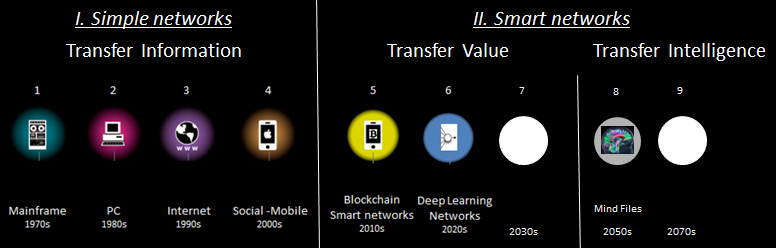 I. Simple networks
II. Smart networks
Transfer Information
Transfer Value
Transfer Intelligence
1
2
3
4
5
6
7
8
9
WWW
Mainframe
1970s
PC
1980s
Internet
1990s
Social -Mobile
2000s
Blockchain
Smart networks
2010s
Deep Learning
Networks
2020s
2030s
Mind Files
2050s
2070s